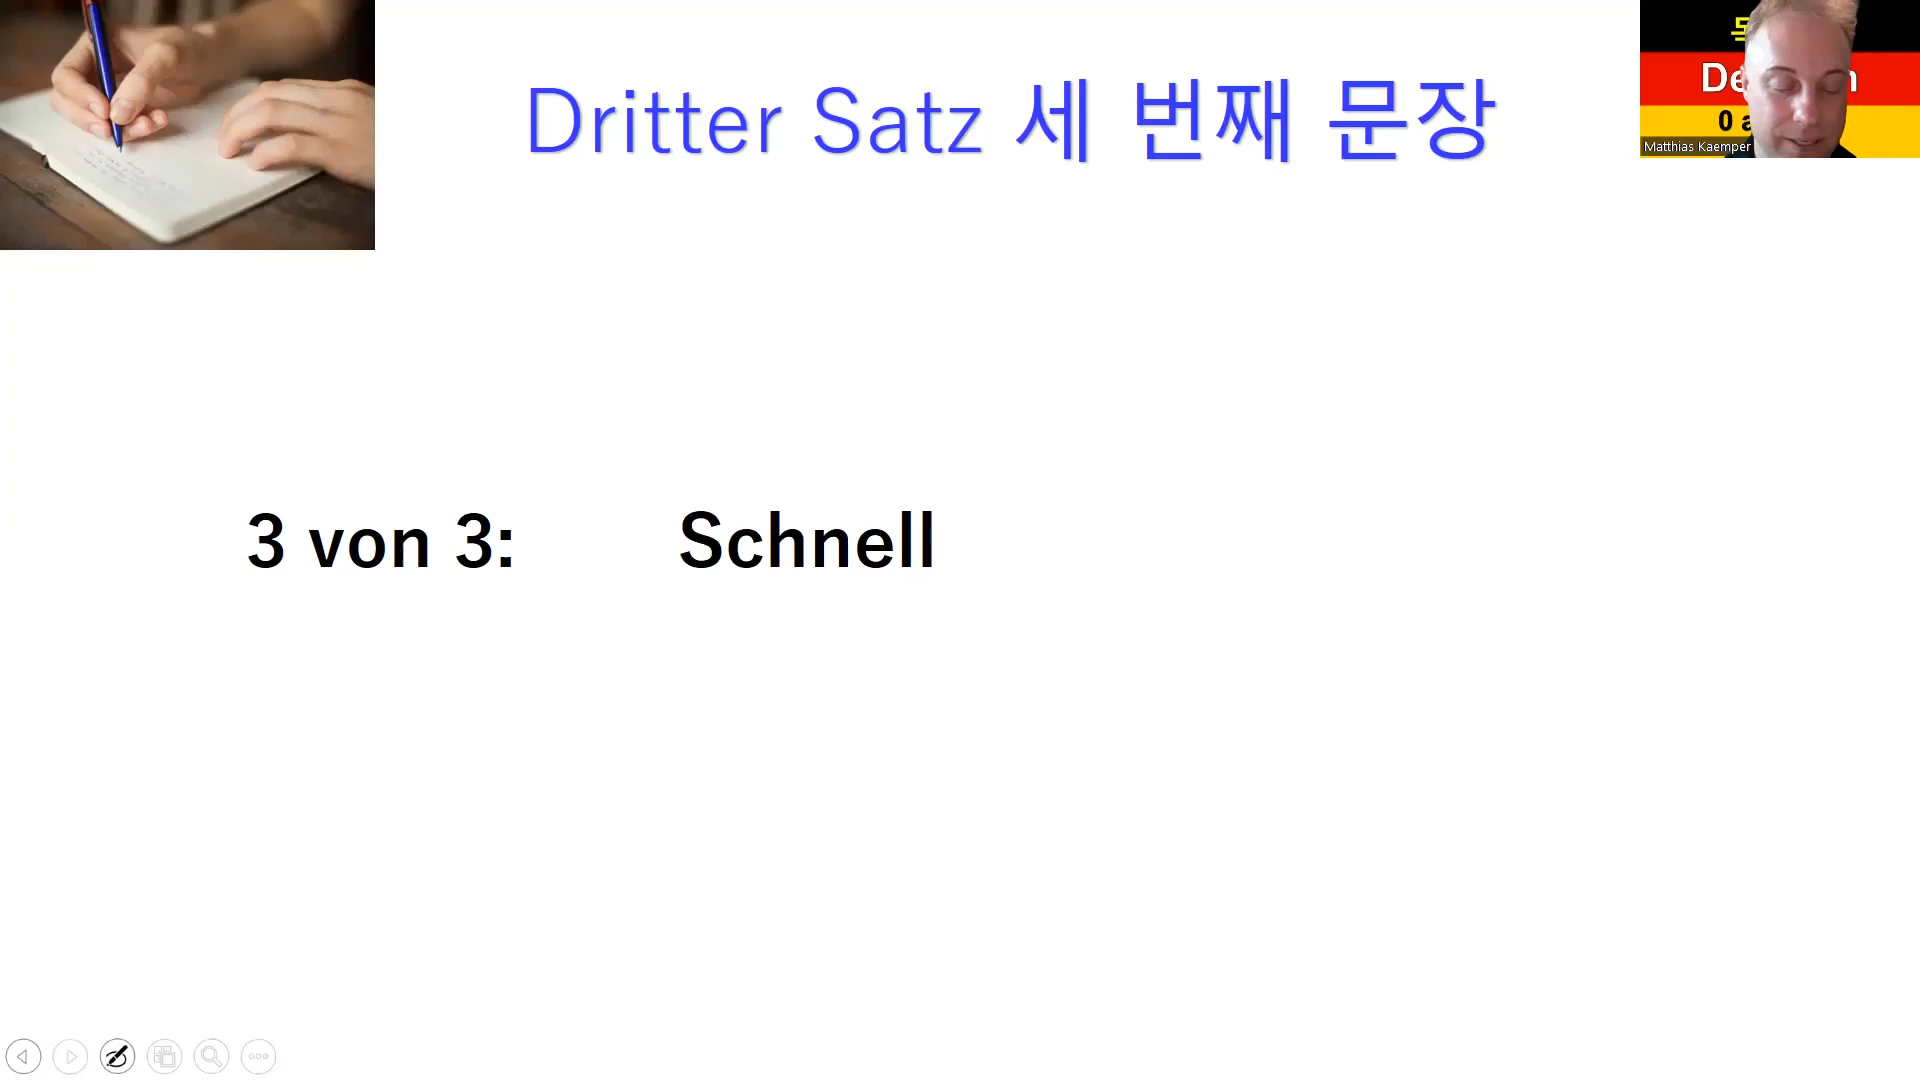 Dritter Satz 세 번째 문장
Matthias Kaemper
3 von 3: Schnell